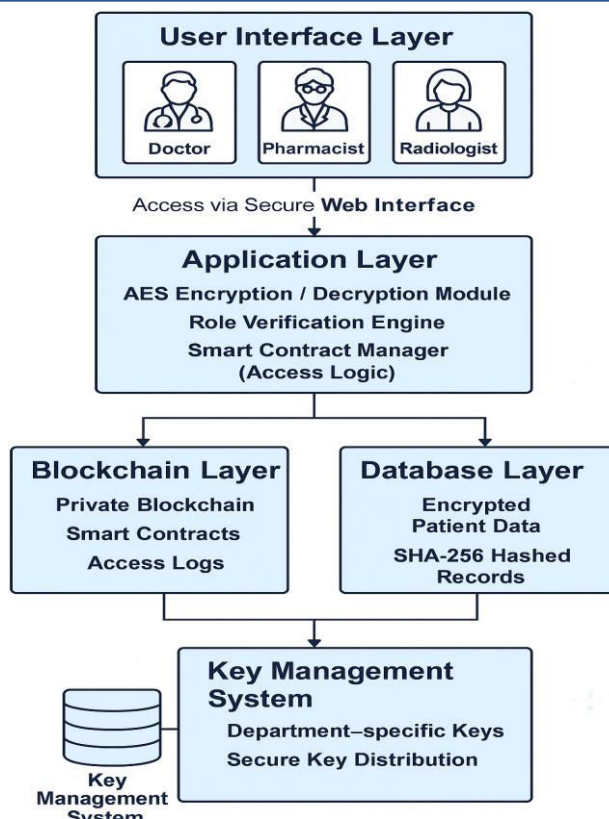 User Interface Layer
Doctor
Pharmacist
Radiologist
Access via Secure Web Interface
Application Layer
AES Encryption / Decryption Module
Role Verification Engine
Smart Contract Manager
(Access Logic)
Blockchain Layer
Private Blockchain
Smart Contracts
Access Logs
Database Layer
Encrypted
Patient Data
SHA-256 Hashed
Records
Key Management
System
Department–specific Keys
Secure Key Distribution
Key
Management
System